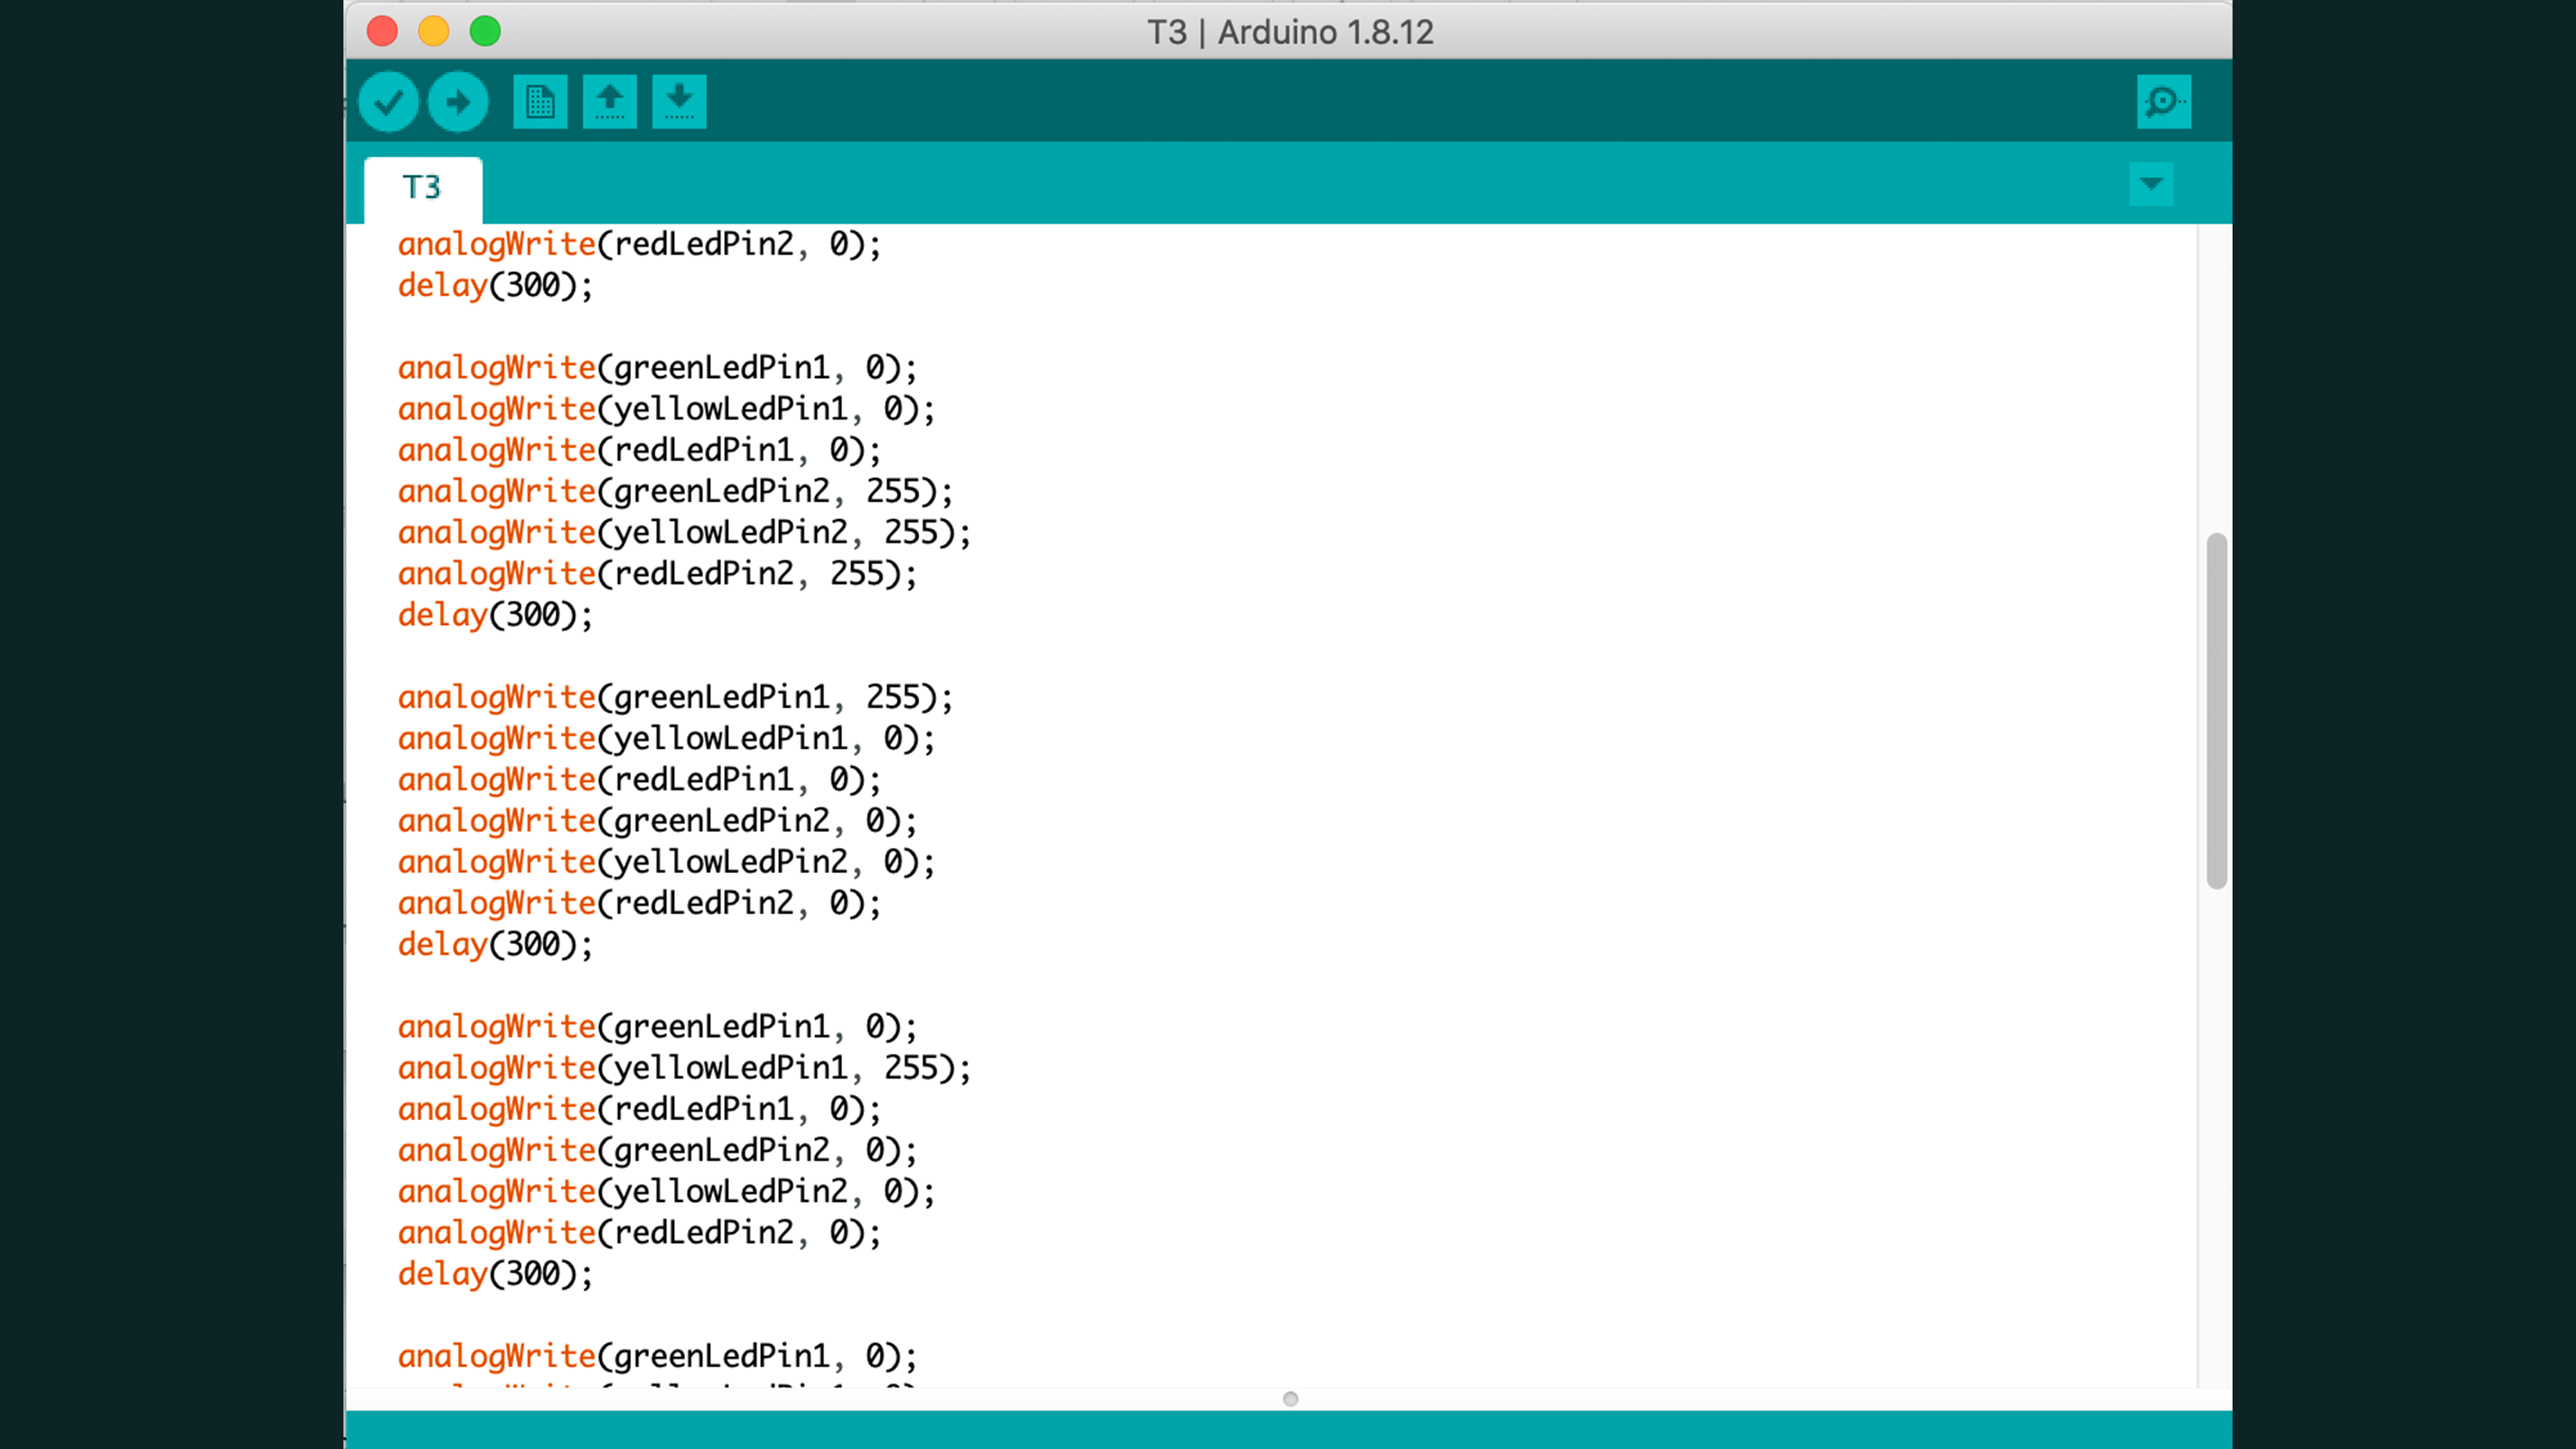 T3 | Arduino 1.8.12
T3
analogWrite(redLedPin2, 0);
delay(300);
analogWrite(greenLedPin1, 0);
analogWrite(yellowLedPin1, 0);
analogWrite(redLedPin1, 0);
analogWrite(greenLedPin2, 255);
analogWrite(yellowLedPin2, 255);
analogWrite(redLedPin2, 255);
delay(300);
analogWrite(greenLedPin1, 255);
analogWrite(yellowLedPin1, 0);
analogWrite(redLedPin1, 0);
analogWrite(greenLedPin2, 0);
analogWrite(yellowLedPin2, 0);
analogWrite(redLedPin2, 0);
delay(300);
analogWrite(greenLedPin1, 0);
analogWrite(yellowLedPin1, 255);
analogWrite(redLedPin1, 0);
analogWrite(greenLedPin2, 0);
analogWrite(yellowLedPin2, 0);
analogWrite(redLedPin2, 0);
delay(300);
analogWrite(greenLedPin1, 0);